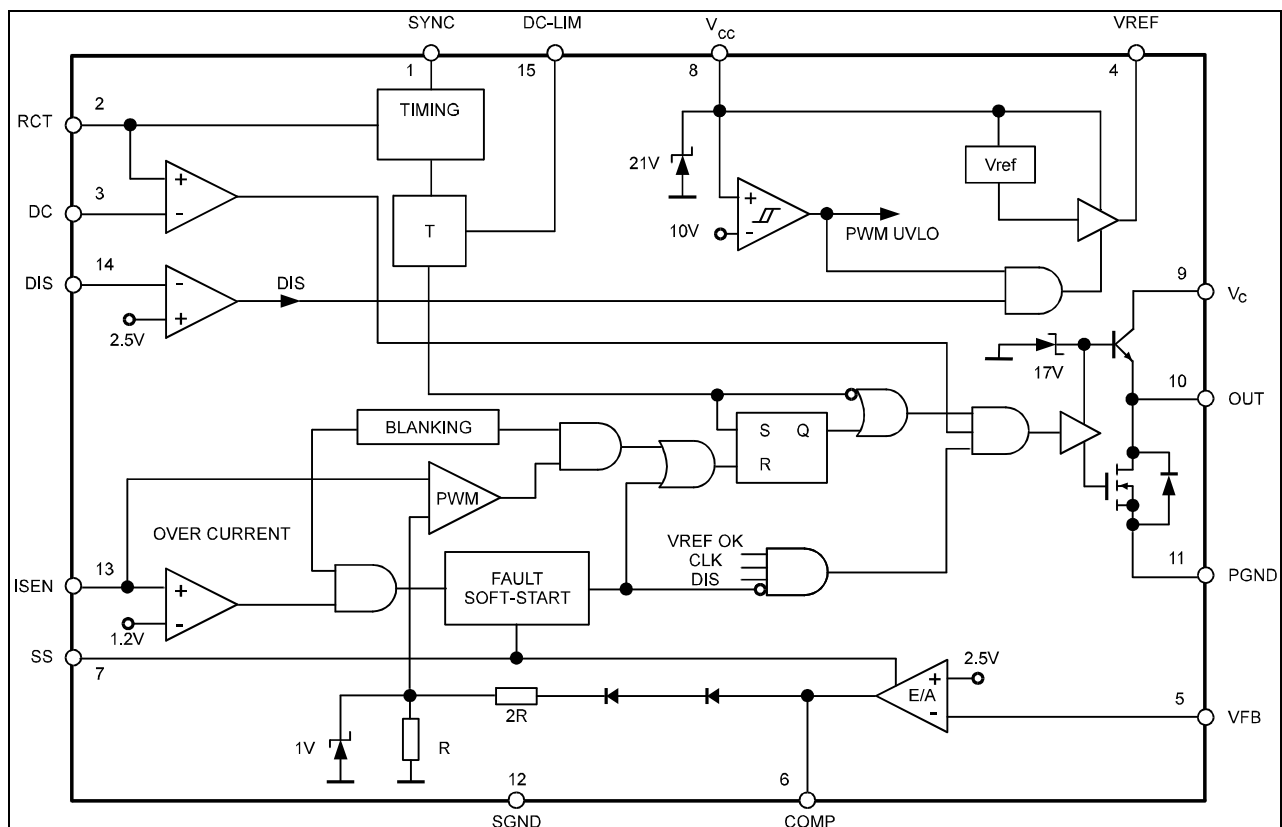 SYNC DC-LIM VCC VREF
1 15 8 4
2
RCT
TIMING
21V
Vref
+
3
-
DC
T
+
10V
-
PWM UVLO
14
DIS
-
DIS
+
2.5V
9
VC
17V
10
OUT
BLANKING
S Q
R
PWM
OVER CURRENT
VREF OK
CLK
DIS
13
ISEN
+
1.2V
-
FAULT
SOFT-START
11
PGND
SS
7
2.5V
+
E/A
-
5
VFB
2R
1V
R
12
SGND
6
COMP